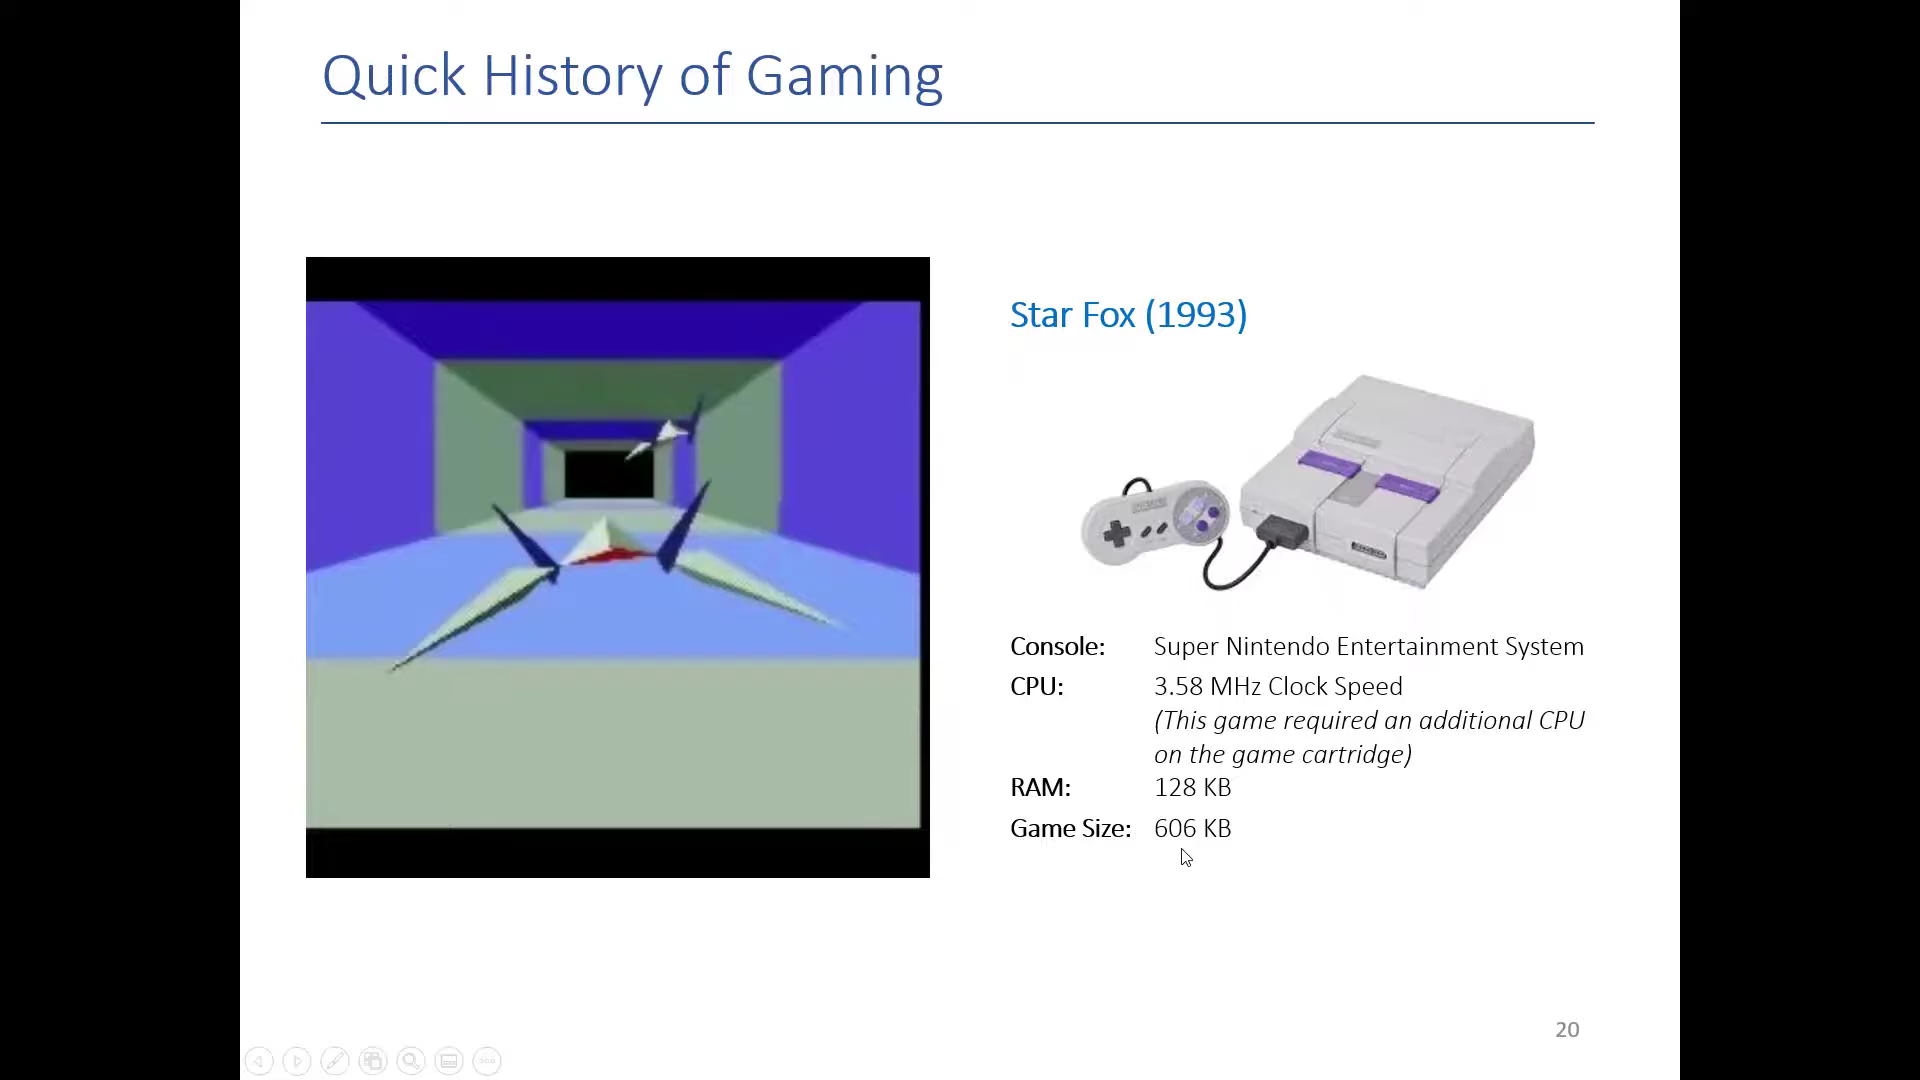 Quick History of Gaming
Star Fox (1993)
Console: Super Nintendo Entertainment System
CPU: 3.58 MHz Clock Speed
(This game required an additional CPU
on the game cartridge)
RAM: 128 KB
Game Size: 606 KB
20